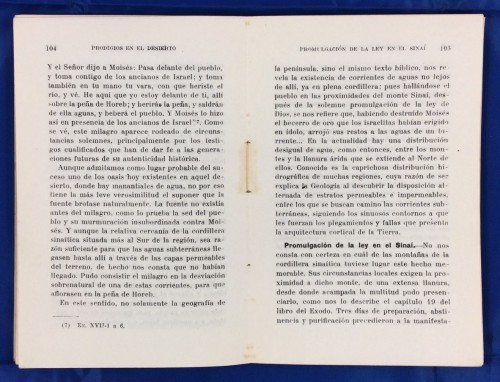 104 PRODIGIOS EN EL DESIERTO
Y el Señor dijo a Moisés: Pasa delante del pueblo,
y toma contigo de los ancianos de Israel; y toma
también en tu mano tu vara, con que heriste el
río, y vé. He aquí que yo estoy delante de ti, allí
sobre la peña de Horeb; y herirás la peña, y saldrán
de ella aguas, y beberá el pueblo. Y Moisés lo hizo
así en presencia de los ancianos de Israel"⁷. Como
se vé, este milagro aparece rodeado de circuns-
tancias solemnes, principalmente por los testi-
gos cualificados que han de dar fe a las genera-
ciones futuras de su autenticidad histórica.
Aunque admitamos como lugar probable del su-
ceso uno de los oasis hoy existentes en aquel de-
sierto, donde hay manantiales de agua, no por eso
tiene la más leve verosimilitud el suponer que la
fuente brotase naturalmente. La fuente no existía
antes del milagro, como lo prueba la sed del pue-
blo y su murmuración insubordinada contra Moi-
sés. Y aunque la relativa cercanía de la cordillera
sinaítica situada más al Sur de la región, sea ra-
zón suficiente para que las aguas subterráneas lle-
gasen hasta allí a través de las capas permeables
del terreno, de hecho nos consta que no habían
llegado. Pudo consistir el milagro en la desviación
sobrenatural de una de estas corrientes, para que
aflorasen en la peña de Horeb.
En este sentido, no solamente la geografía de
(7) Ex. XVII-1 a 6.
PROMULGACIÓN DE LA LEY EN EL SINAÍ 105
la península, sino el mismo texto bíblico, nos re-
vela la existencia de corrientes de aguas no lejos
de allí, ya en plena cordillera; pues hallándose el
pueblo en las proximidades del monte Sinaí, des-
pués de la solemne promulgación de la ley de
Dios, se nos refiere que, habiendo destruido Moisés
el becerro de oro que los israelitas habían erigido
en ídolo, arrojó sus restos a las aguas de un to-
rrente... En la actualidad hay una distribución
desigual de agua, como entonces, entre los mon-
tes y la llanura árida que se extiende al Norte de
ellos. Conocida es la caprichosa distribución hi-
drográfica de muchas regiones, cuya razón de ser
explica la Geología al descubrir la disposición al-
ternada de estratos permeables e impermeables,
entre los que se buscan camino las corrientes sub-
terráneas, siguiendo los sinuosos contornos a que
los fuerzan los plegamientos y fallas que presenta
la arquitectura cortical de la Tierra.
Promulgación de la ley en el Sinaí.—No nos
consta con certeza en cuál de las montañas de la
cordillera sinaítica tuviese lugar este hecho me-
morable. Sus circunstancias locales exigen la pro-
ximidad a dicho monte, de una extensa llanura,
desde donde acampada la multitud pudo presen-
ciarlo, como nos lo describe el capítulo 19 del
libro del Exodo. Tres días de preparación, absti-
nencia y purificación precedieron a la manifesta-